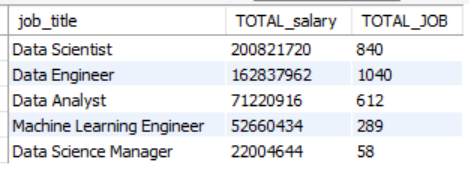 job_title TOTAL_salary TOTAL_JOB
Data Scientist 200821720 840
Data Engineer 162837962 1040
Data Analyst 71220916 612
Machine Learning Engineer 52660434 289
Data Science Manager 22004644 58